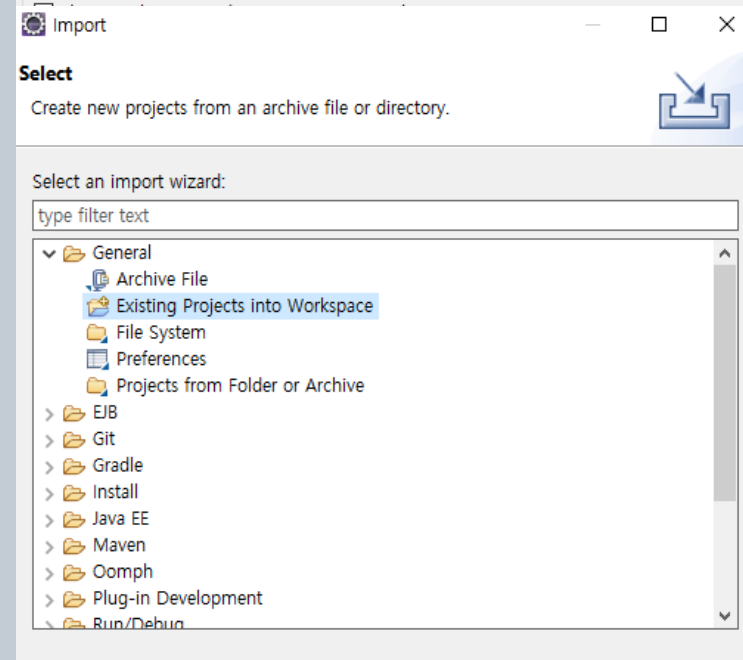 Import
Select
Create new projects from an archive file or directory.
Select an import wizard:
type filter text
General
Archive File
Existing Projects into Workspace
File System
Preferences
Projects from Folder or Archive
EJB
Git
Gradle
Install
Java EE
Maven
Oomph
Plug-in Development
Run/Debug